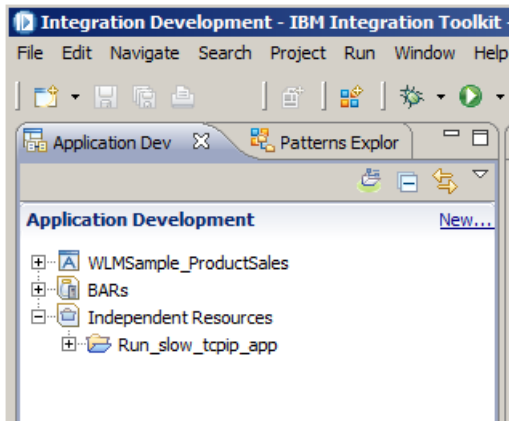 Integration Development - IBM Integration Toolkit -
File Edit Navigate Search Project Run Window Help
Application Dev Patterns Explor
Application Development New...
WLMSample_ProductSales
BARs
Independent Resources
Run_slow_tcpip_app